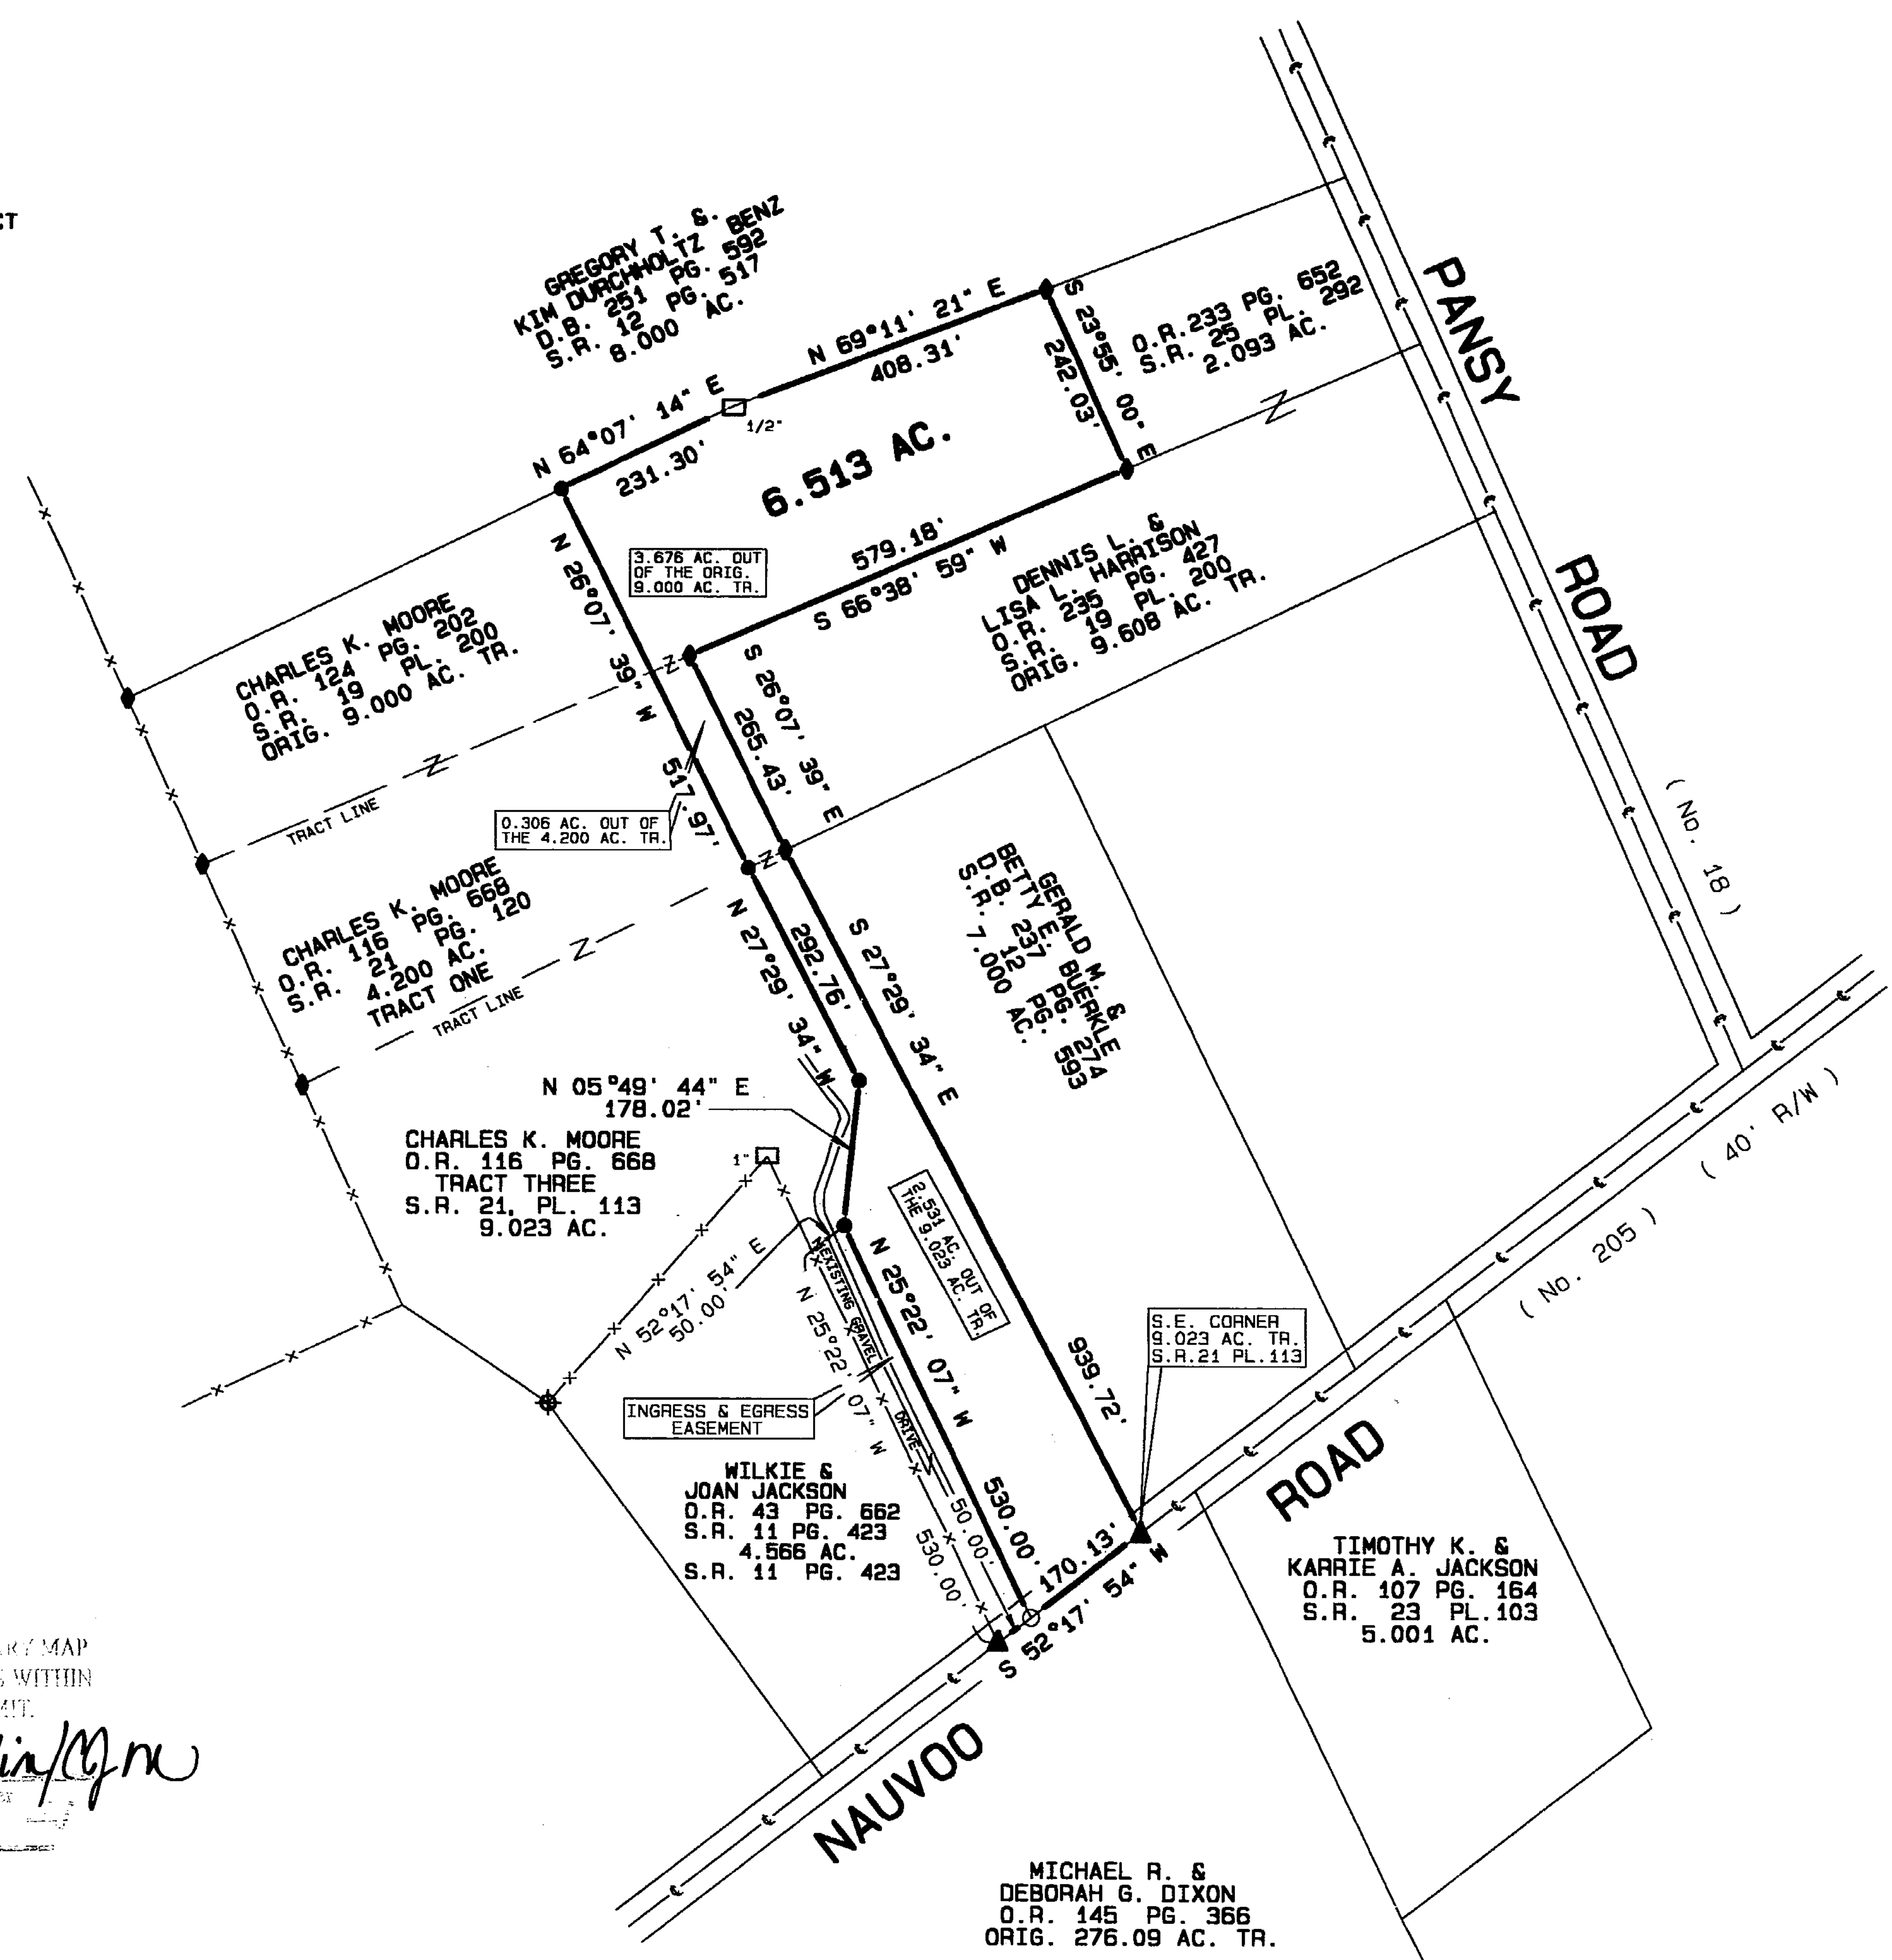 GREGORY T. &
KIM DURCHHOLTZ BENZ
D.B. 251 PG. 592
S.R. 12 PG. 517
8.000 AC.
N 69°11' 21" E
408.31'
S 23°55' 00" E
242.03'
O.R.233 PG. 652
S.R. 25 PL. 292
2.093 AC.
PANSY
ROAD
( No. 18 )
N 64°07' 14" E
231.30'
1/2"
6.513 AC.
579.18'
S 66°38' 59" W
DENNIS L. &
LISA L. HARRISON
O.R. 235 PG. 427
S.R. 19 PL. 200
ORIG. 9.608 AC. TR.
3.676 AC. OUT
OF THE ORIG.
9.000 AC. TR.
N 26°07' 39" W
517.97'
S 26°07' 39" E
265.43'
CHARLES K. MOORE
O.R. 124 PG. 202
S.R. 19 PL. 200
ORIG. 9.000 AC. TR.
TRACT LINE
0.306 AC. OUT OF
THE 4.200 AC. TR.
CHARLES K. MOORE
O.R. 116 PG. 668
S.R. 21 PG. 120
4.200 AC.
TRACT ONE
TRACT LINE
N 27°29' 34" W
292.76'
S 27°29' 34" E
939.72'
GERALD M. &
BETTY E. BUERKLE
D.B. 237 PG. 274
S.R. 12 PG. 593
7.000 AC.
N 05°49' 44" E
178.02'
CHARLES K. MOORE
O.R. 116 PG. 668
TRACT THREE
S.R. 21, PL. 113
9.023 AC.
1"
2.531 AC. OUT OF
THE 9.023 AC. TR.
N 52°17' 54" E
50.00'
EXISTING GRAVEL DRIVE
N 25°22' 07" W
530.00'
N 25°22' 07" W
530.00'
50.00'
INGRESS & EGRESS
EASEMENT
S.E. CORNER
9.023 AC. TR.
S.R.21 PL.113
WILKIE &
JOAN JACKSON
O.R. 43 PG. 662
S.R. 11 PG. 423
4.566 AC.
S.R. 11 PG. 423
170.13'
S 52°17' 54" W
NAUVOO
ROAD
( No. 205 )
( 40' R/W )
TIMOTHY K. &
KARRIE A. JACKSON
O.R. 107 PG. 164
S.R. 23 PL.103
5.001 AC.
MICHAEL R. &
DEBORAH G. DIXON
O.R. 145 PG. 366
ORIG. 276.09 AC. TR.
MAP
WITHIN